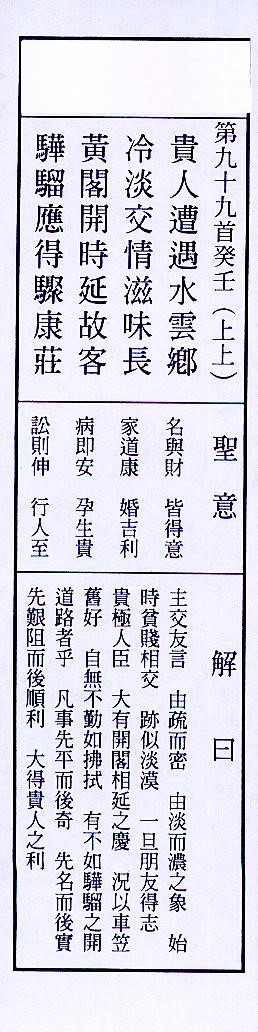 第九十九首癸壬（上上）
貴人遭遇水雲鄉
冷淡交情滋味長
黃閣開時延故客
驊騮應得驟康莊
聖意
名與財　皆得意
家道康　婚吉利
病即安　孕生貴
訟則伸　行人至
解曰
主交友言　由疏而密　由淡而濃之象　始
時貧賤相交　跡似淡漠　一旦朋友得志
貴極人臣　大有開閣相延之慶　況以車笠
舊好　自無不勤如拂拭　有不如驊騮之開
道路者乎　凡事先平而後奇　先名而後實
先艱阻而後順利　大得貴人之利